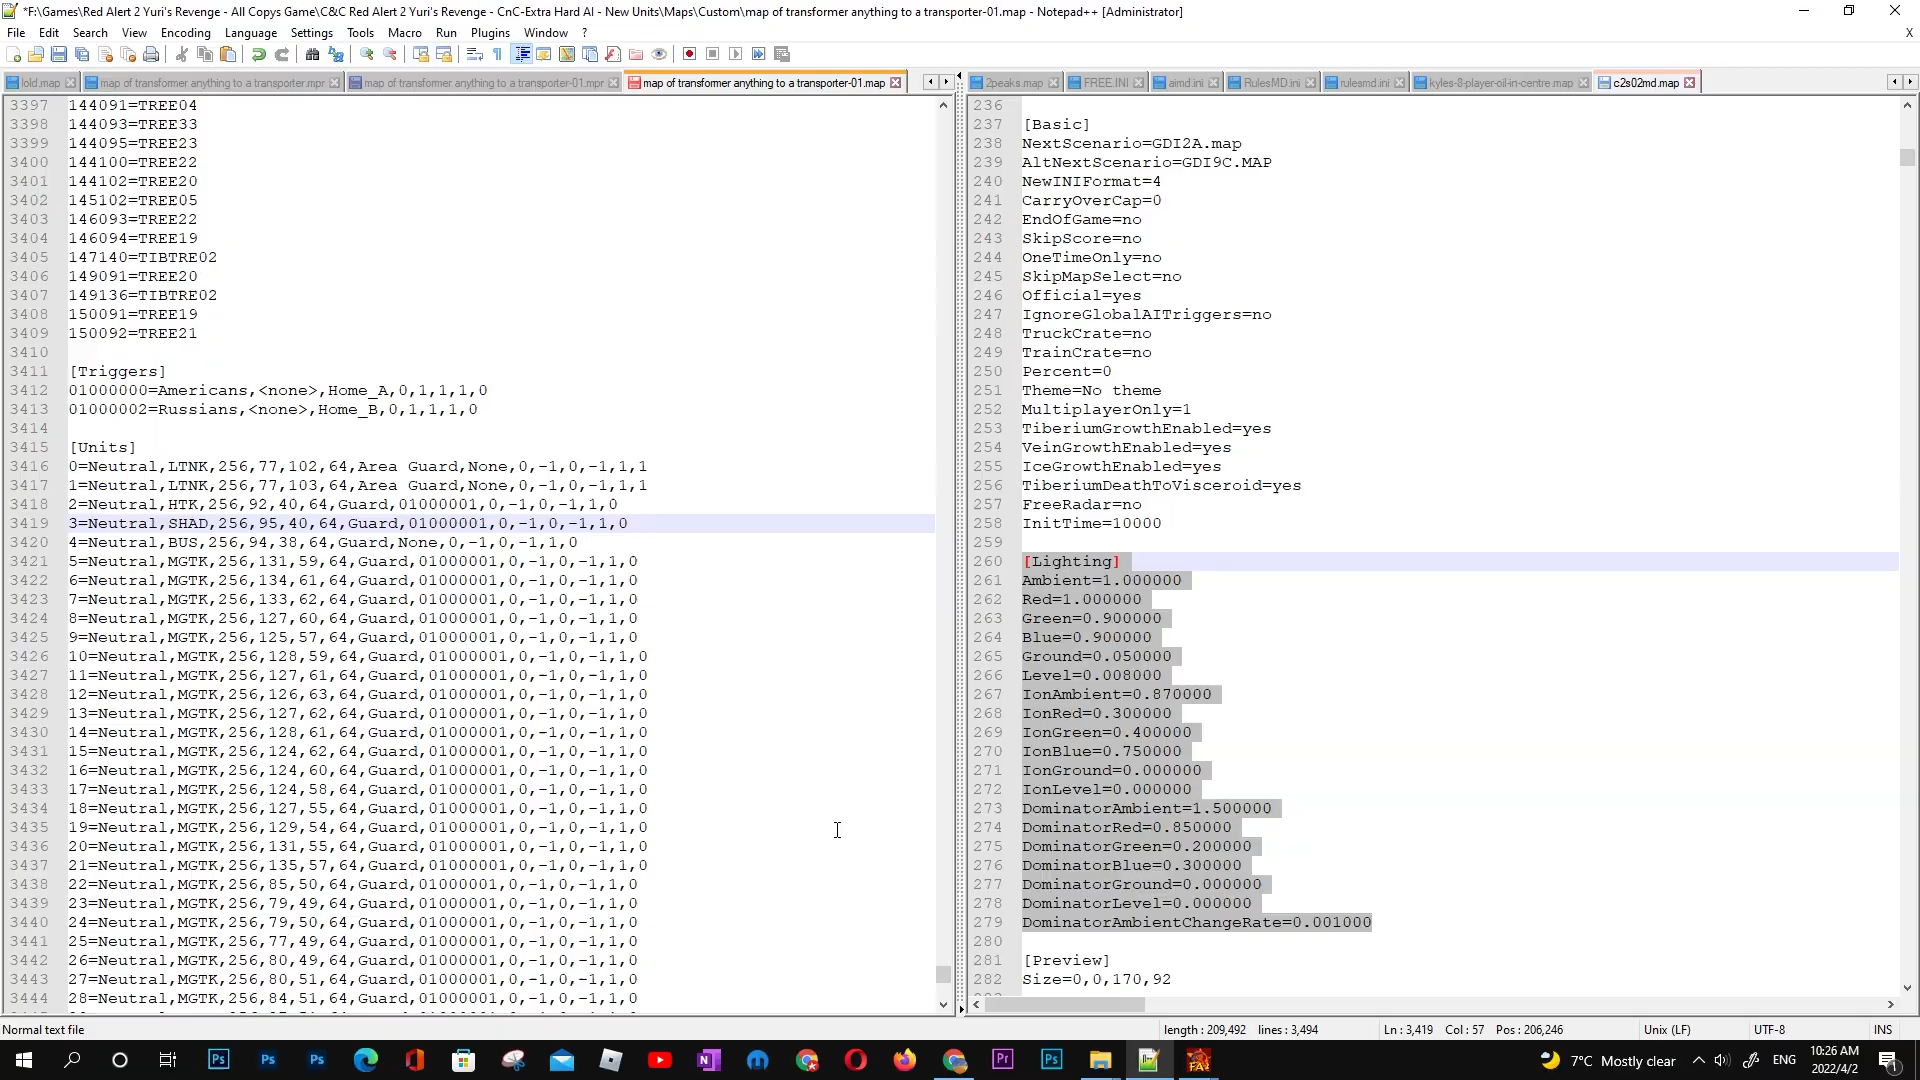 *F:\Games\Red Alert 2 Yuri's Revenge - All Copys Game\C&C Red Alert 2 Yuri's Revenge - CnC-Extra Hard AI - New Units\Maps\Custom\map of transformer anything to a transporter-01.map - Notepad++ [Administrator]
File Edit Search View Encoding Language Settings Tools Macro Run Plugins Window ?
X
lold.map
map of transformer anything to a transporter.mpr
map of transformer anything to a transporter-01.mpr
map of transformer anything to a transporter-01.map
2peaks.map
FREE.INI
aimd.ini
RulesMD.ini
rulesmd.ini
kyles-8-player-oil-in-centre.map
c2s02md.map
3397 144091=TREE04
3398 144093=TREE33
3399 144095=TREE23
3400 144100=TREE22
3401 144102=TREE20
3402 145102=TREE05
3403 146093=TREE22
3404 146094=TREE19
3405 147140=TIBTRE02
3406 149091=TREE20
3407 149136=TIBTRE02
3408 150091=TREE19
3409 150092=TREE21
3410
3411 [Triggers]
3412 01000000=Americans,<none>,Home_A,0,1,1,1,0
3413 01000002=Russians,<none>,Home_B,0,1,1,1,0
3414
3415 [Units]
3416 0=Neutral,LTNK,256,77,102,64,Area Guard,None,0,-1,0,-1,1,1
3417 1=Neutral,LTNK,256,77,103,64,Area Guard,None,0,-1,0,-1,1,1
3418 2=Neutral,HTK,256,92,40,64,Guard,01000001,0,-1,0,-1,1,0
3419 3=Neutral,SHAD,256,95,40,64,Guard,01000001,0,-1,0,-1,1,0
3420 4=Neutral,BUS,256,94,38,64,Guard,None,0,-1,0,-1,1,0
3421 5=Neutral,MGTK,256,131,59,64,Guard,01000001,0,-1,0,-1,1,0
3422 6=Neutral,MGTK,256,134,61,64,Guard,01000001,0,-1,0,-1,1,0
3423 7=Neutral,MGTK,256,133,62,64,Guard,01000001,0,-1,0,-1,1,0
3424 8=Neutral,MGTK,256,127,60,64,Guard,01000001,0,-1,0,-1,1,0
3425 9=Neutral,MGTK,256,125,57,64,Guard,01000001,0,-1,0,-1,1,0
3426 10=Neutral,MGTK,256,128,59,64,Guard,01000001,0,-1,0,-1,1,0
3427 11=Neutral,MGTK,256,127,61,64,Guard,01000001,0,-1,0,-1,1,0
3428 12=Neutral,MGTK,256,126,63,64,Guard,01000001,0,-1,0,-1,1,0
3429 13=Neutral,MGTK,256,127,62,64,Guard,01000001,0,-1,0,-1,1,0
3430 14=Neutral,MGTK,256,128,61,64,Guard,01000001,0,-1,0,-1,1,0
3431 15=Neutral,MGTK,256,124,62,64,Guard,01000001,0,-1,0,-1,1,0
3432 16=Neutral,MGTK,256,124,60,64,Guard,01000001,0,-1,0,-1,1,0
3433 17=Neutral,MGTK,256,124,58,64,Guard,01000001,0,-1,0,-1,1,0
3434 18=Neutral,MGTK,256,127,55,64,Guard,01000001,0,-1,0,-1,1,0
3435 19=Neutral,MGTK,256,129,54,64,Guard,01000001,0,-1,0,-1,1,0
3436 20=Neutral,MGTK,256,131,55,64,Guard,01000001,0,-1,0,-1,1,0
3437 21=Neutral,MGTK,256,135,57,64,Guard,01000001,0,-1,0,-1,1,0
3438 22=Neutral,MGTK,256,85,50,64,Guard,01000001,0,-1,0,-1,1,0
3439 23=Neutral,MGTK,256,79,49,64,Guard,01000001,0,-1,0,-1,1,0
3440 24=Neutral,MGTK,256,79,50,64,Guard,01000001,0,-1,0,-1,1,0
3441 25=Neutral,MGTK,256,77,49,64,Guard,01000001,0,-1,0,-1,1,0
3442 26=Neutral,MGTK,256,80,49,64,Guard,01000001,0,-1,0,-1,1,0
3443 27=Neutral,MGTK,256,80,51,64,Guard,01000001,0,-1,0,-1,1,0
3444 28=Neutral,MGTK,256,84,51,64,Guard,01000001,0,-1,0,-1,1,0
236
237 [Basic]
238 NextScenario=GDI2A.map
239 AltNextScenario=GDI9C.MAP
240 NewINIFormat=4
241 CarryOverCap=0
242 EndOfGame=no
243 SkipScore=no
244 OneTimeOnly=no
245 SkipMapSelect=no
246 Official=yes
247 IgnoreGlobalAITriggers=no
248 TruckCrate=no
249 TrainCrate=no
250 Percent=0
251 Theme=No theme
252 MultiplayerOnly=1
253 TiberiumGrowthEnabled=yes
254 VeinGrowthEnabled=yes
255 IceGrowthEnabled=yes
256 TiberiumDeathToVisceroid=yes
257 FreeRadar=no
258 InitTime=10000
259
260 [Lighting]
261 Ambient=1.000000
262 Red=1.000000
263 Green=0.900000
264 Blue=0.900000
265 Ground=0.050000
266 Level=0.008000
267 IonAmbient=0.870000
268 IonRed=0.300000
269 IonGreen=0.400000
270 IonBlue=0.750000
271 IonGround=0.000000
272 IonLevel=0.000000
273 DominatorAmbient=1.500000
274 DominatorRed=0.850000
275 DominatorGreen=0.200000
276 DominatorBlue=0.300000
277 DominatorGround=0.000000
278 DominatorLevel=0.000000
279 DominatorAmbientChangeRate=0.001000
280
281 [Preview]
282 Size=0,0,170,92
Normal text file
length : 209,492 lines : 3,494
Ln : 3,419 Col : 57 Pos : 206,246
Unix (LF)
UTF-8
INS
7°C Mostly clear
ENG
10:26 AM
2022/4/2